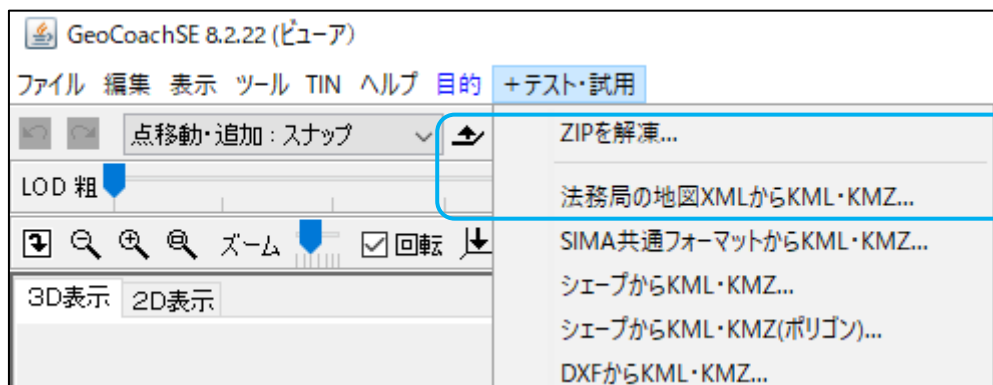 GeoCoachSE 8.2.22 (ビューア)
ファイル 編集 表示 ツール TIN ヘルプ 目的 +テスト・試用
点移動・追加:スナップ
ZIPを解凍...
LOD 粗
法務局の地図XMLからKML・KMZ...
ズーム 回転
SIMA共通フォーマットからKML・KMZ...
3D表示 2D表示
シェープからKML・KMZ...
シェープからKML・KMZ(ポリゴン)...
DXFからKML・KMZ...